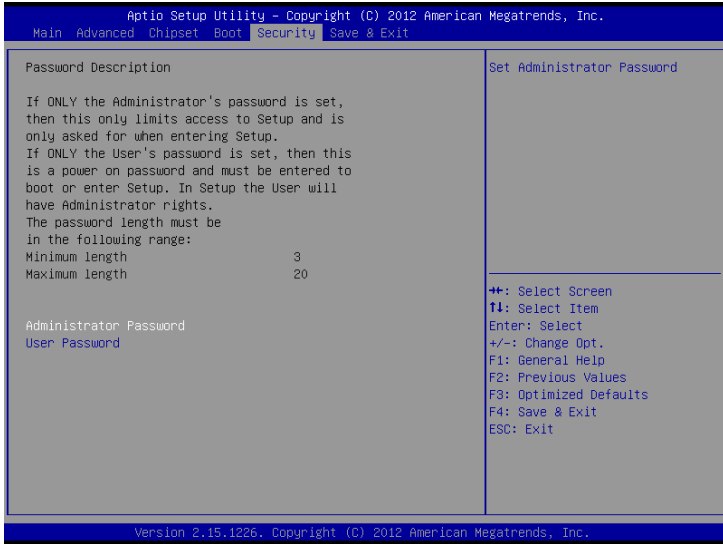 Aptio Setup Utility – Copyright (C) 2012 American Megatrends, Inc.
Main Advanced Chipset Boot Security Save & Exit
Password Description
If ONLY the Administrator's password is set,
then this only limits access to Setup and is
only asked for when entering Setup.
If ONLY the User's password is set, then this
is a power on password and must be entered to
boot or enter Setup. In Setup the User will
have Administrator rights.
The password length must be
in the following range:
Minimum length 3
Maximum length 20
Administrator Password
User Password
Set Administrator Password
→←: Select Screen
↑↓: Select Item
Enter: Select
+/-: Change Opt.
F1: General Help
F2: Previous Values
F3: Optimized Defaults
F4: Save & Exit
ESC: Exit
Version 2.15.1226. Copyright (C) 2012 American Megatrends, Inc.